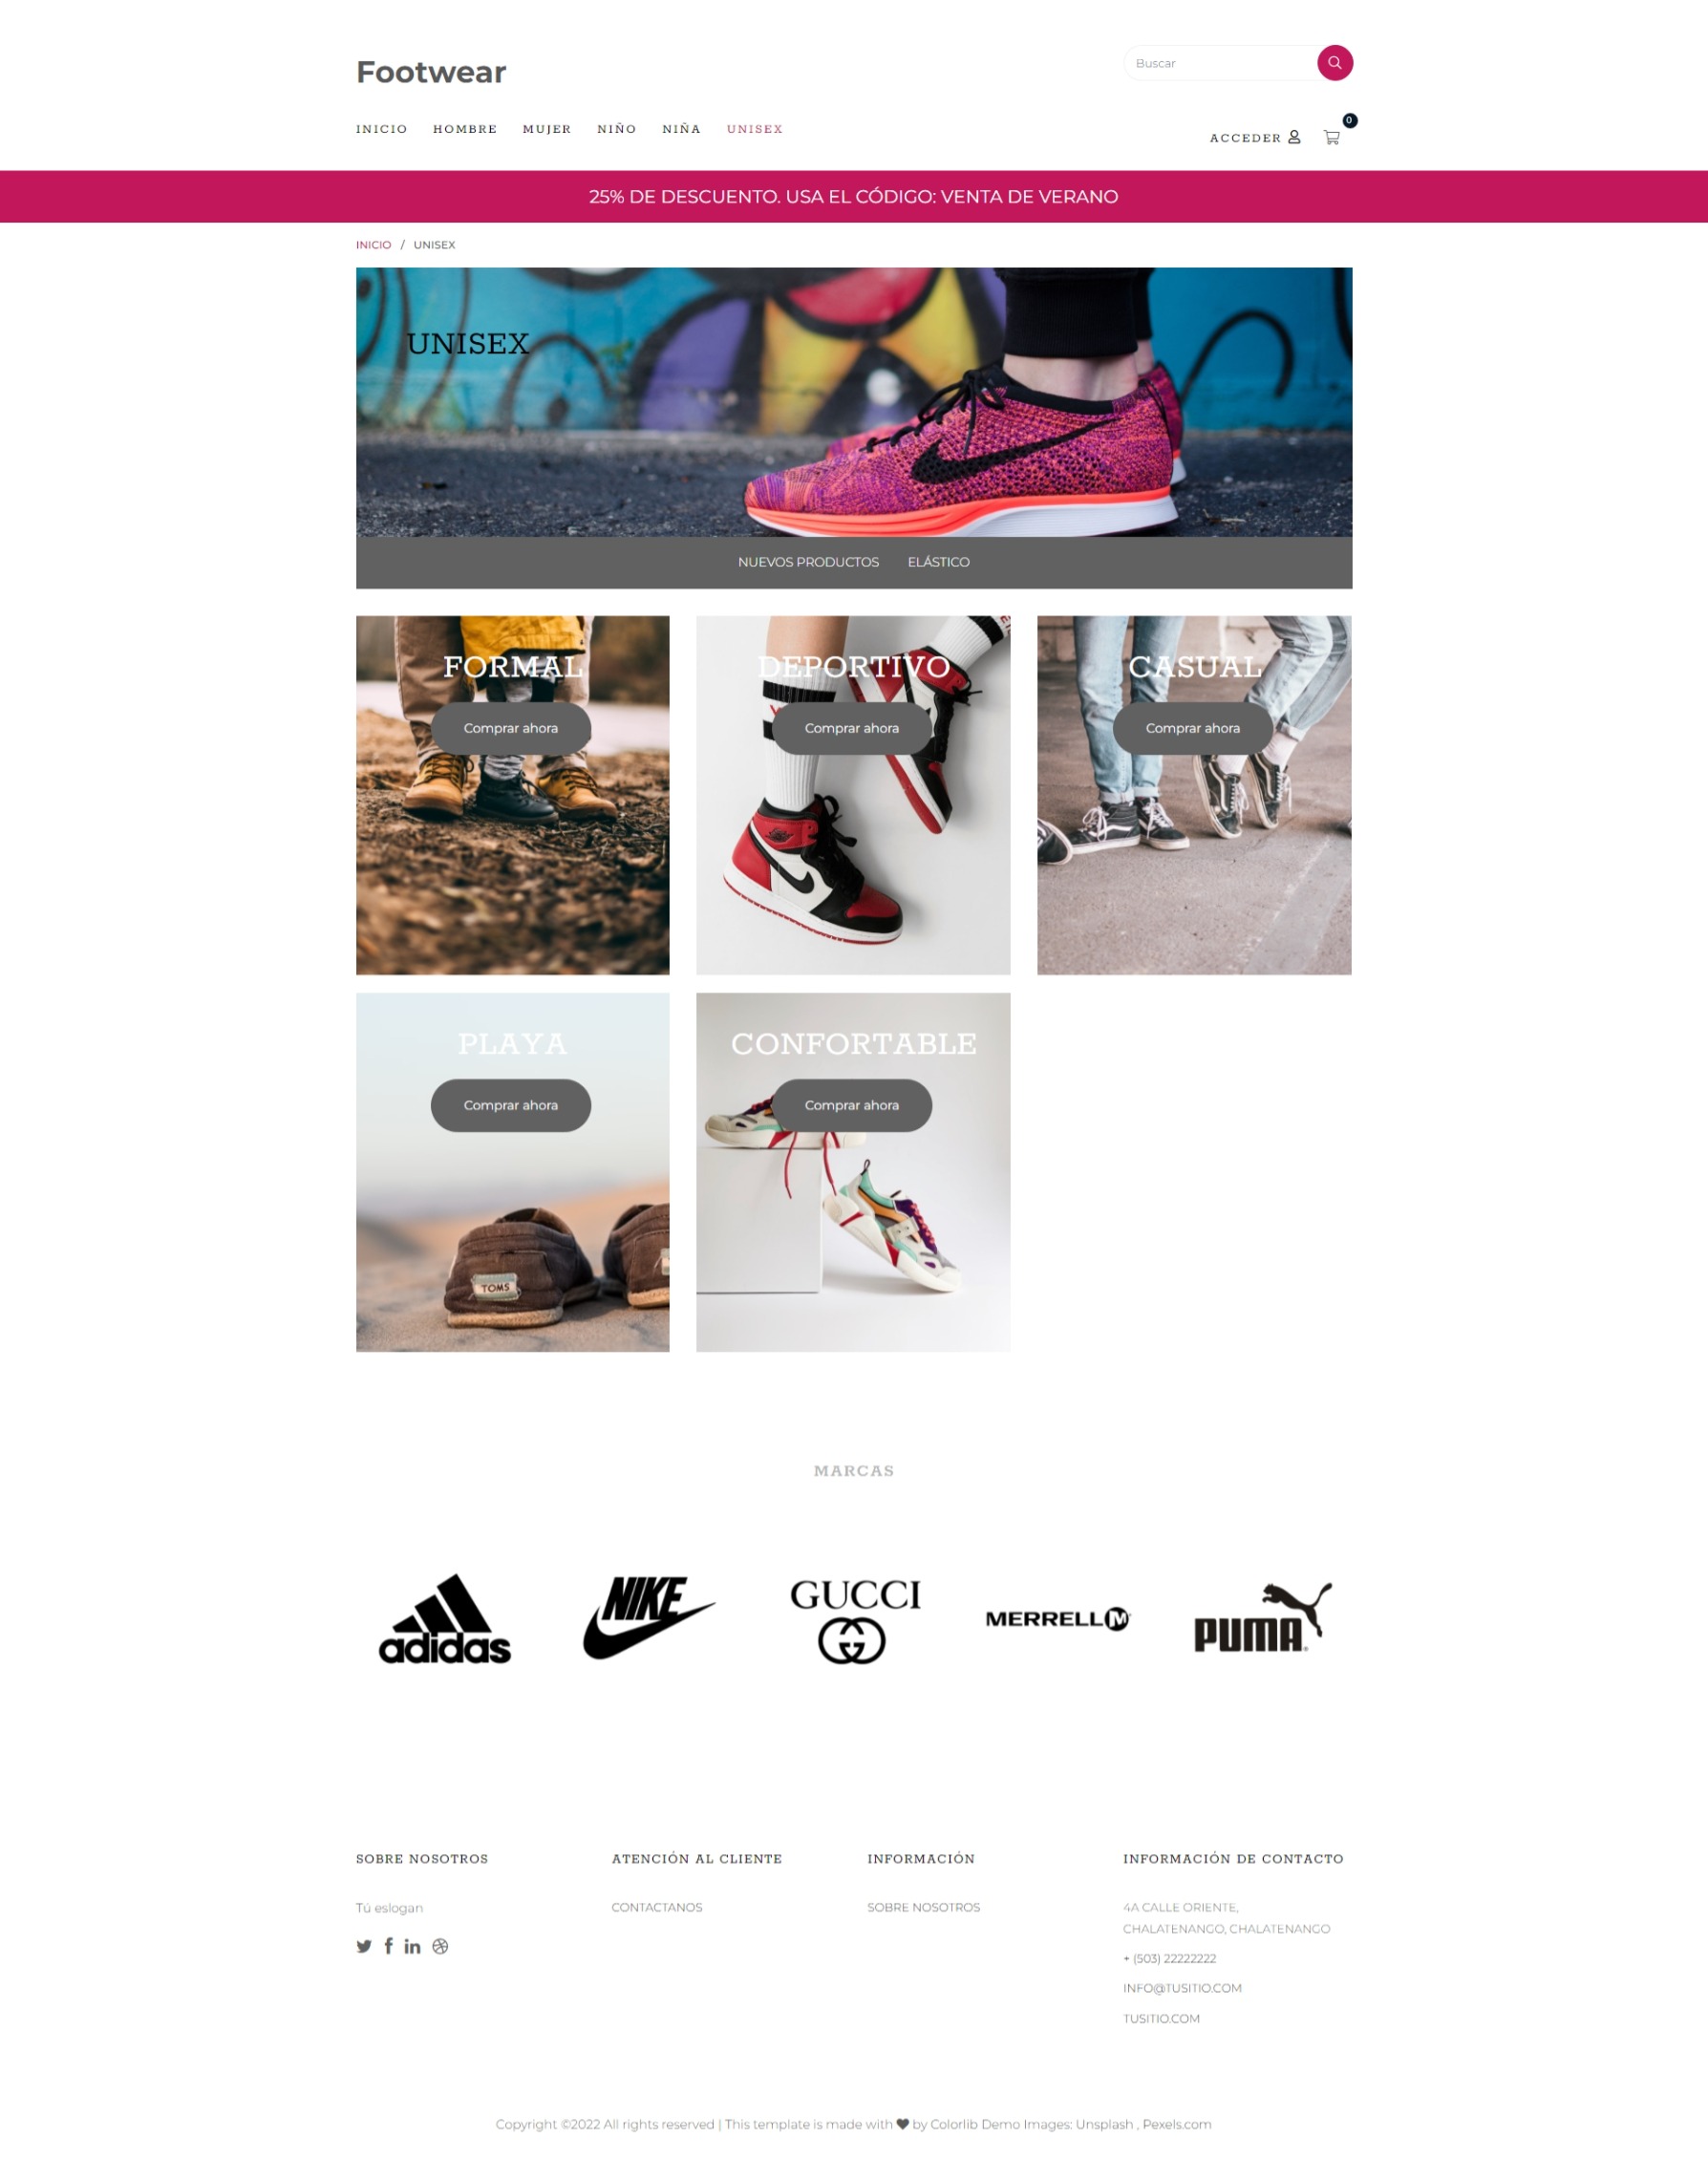 Footwear
Buscar
INICIO HOMBRE MUJER NIÑO NIÑA UNISEX
ACCEDER 0
25% DE DESCUENTO. USA EL CÓDIGO: VENTA DE VERANO
INICIO / UNISEX
UNISEX
NUEVOS PRODUCTOS ELÁSTICO
FORMAL
Comprar ahora
DEPORTIVO
Comprar ahora
CASUAL
Comprar ahora
PLAYA
Comprar ahora
TOMS
CONFORTABLE
Comprar ahora
MARCAS
adidas
NIKE
GUCCI
MERRELL M
PUMA
SOBRE NOSOTROS
Tú eslogan
ATENCIÓN AL CLIENTE
CONTACTANOS
INFORMACIÓN
SOBRE NOSOTROS
INFORMACIÓN DE CONTACTO
4A CALLE ORIENTE,
CHALATENANGO, CHALATENANGO
+ (503) 22222222
INFO@TUSITIO.COM
TUSITIO.COM
Copyright ©2022 All rights reserved | This template is made with ♥ by Colorlib Demo Images: Unsplash , Pexels.com